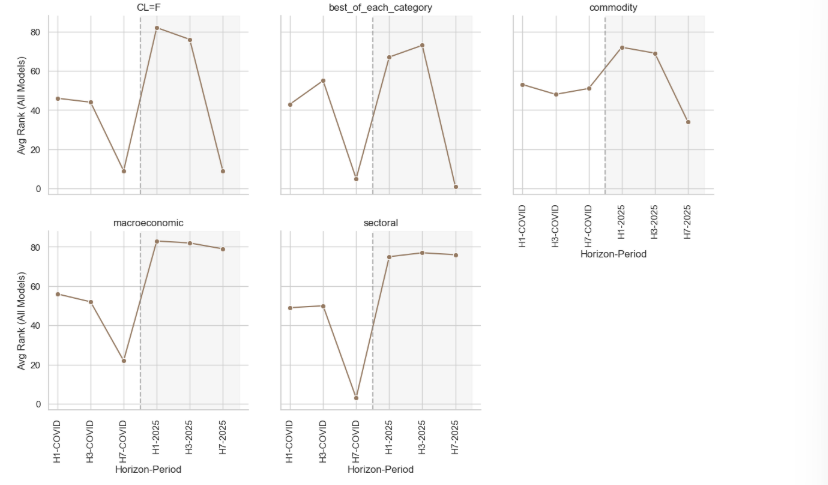 CL=F
best_of_each_category
commodity
Avg Rank (All Models)
80
60
40
20
0
H1-COVID
H3-COVID
H7-COVID
H1-2025
H3-2025
H7-2025
Horizon-Period
macroeconomic
sectoral
Avg Rank (All Models)
80
60
40
20
0
H1-COVID
H3-COVID
H7-COVID
H1-2025
H3-2025
H7-2025
Horizon-Period
H1-COVID
H3-COVID
H7-COVID
H1-2025
H3-2025
H7-2025
Horizon-Period